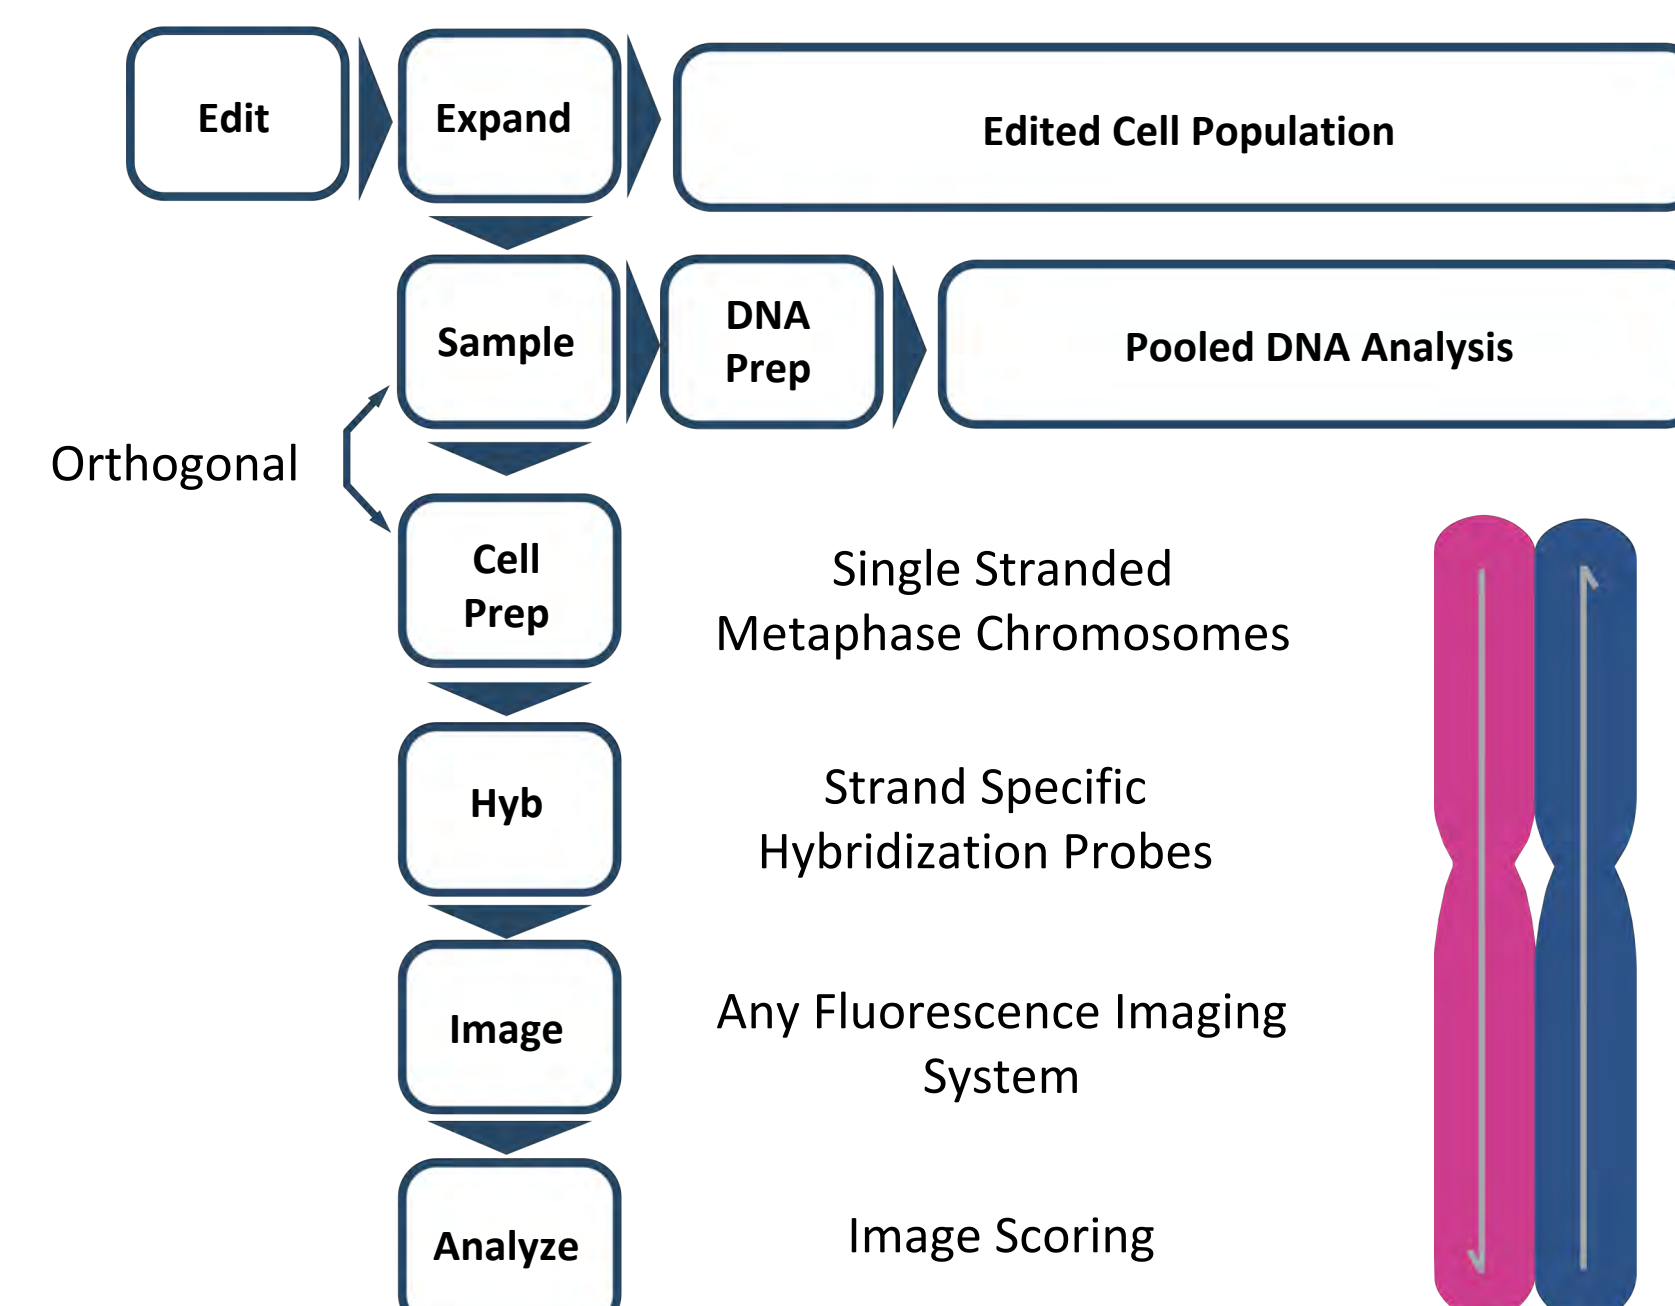 Edit
Expand
Edited Cell Population
Sample
DNA
Prep
Pooled DNA Analysis
Orthogonal
Cell
Prep
Single Stranded
Metaphase Chromosomes
Hyb
Strand Specific
Hybridization Probes
Image
Any Fluorescence Imaging
System
Analyze
Image Scoring